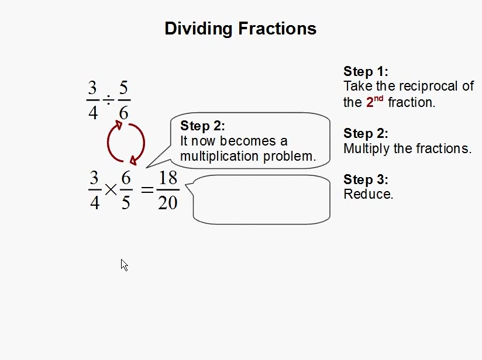 Dividing Fractions
3/4 ÷ 5/6
3/4 × 6/5 = 18/20
Step 2:
It now becomes a
multiplication problem.
Step 1:
Take the reciprocal of
the 2nd fraction.
Step 2:
Multiply the fractions.
Step 3:
Reduce.